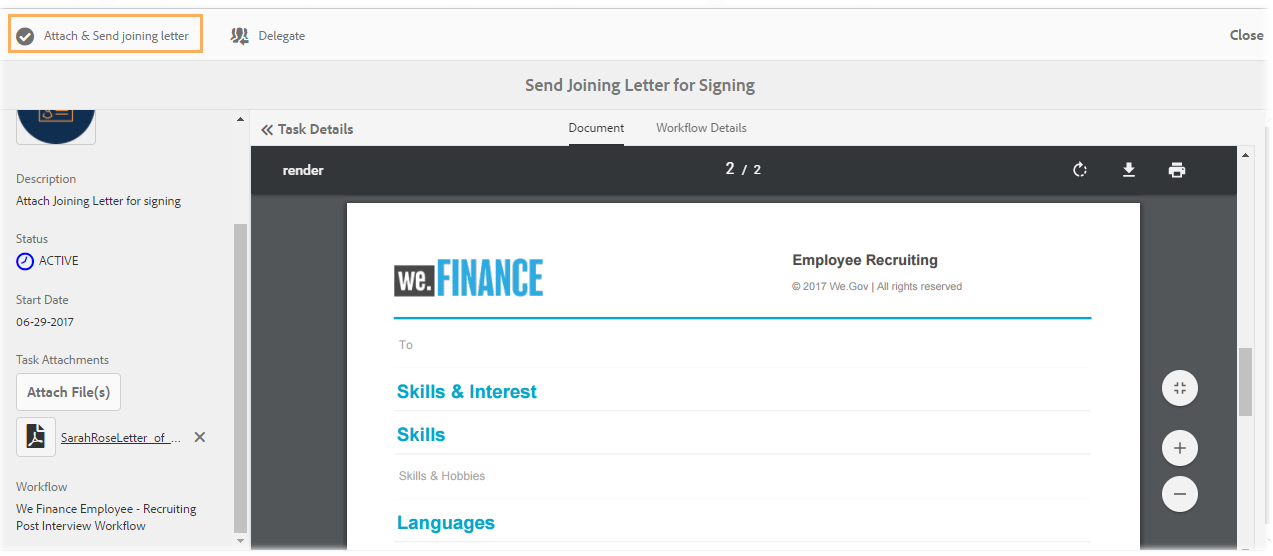 Attach & Send joining letter
Delegate
Close
Send Joining Letter for Signing
Task Details
Document
Workflow Details
Description
Attach Joining Letter for signing
Status
ACTIVE
Start Date
06-29-2017
Task Attachments
Attach File(s)
SarahRoseLetter_of_...
Workflow
We Finance Employee - Recruiting
Post Interview Workflow
render
2 / 2
we.FINANCE
Employee Recruiting
© 2017 We.Gov | All rights reserved
To
Skills & Interest
Skills
Skills & Hobbies
Languages